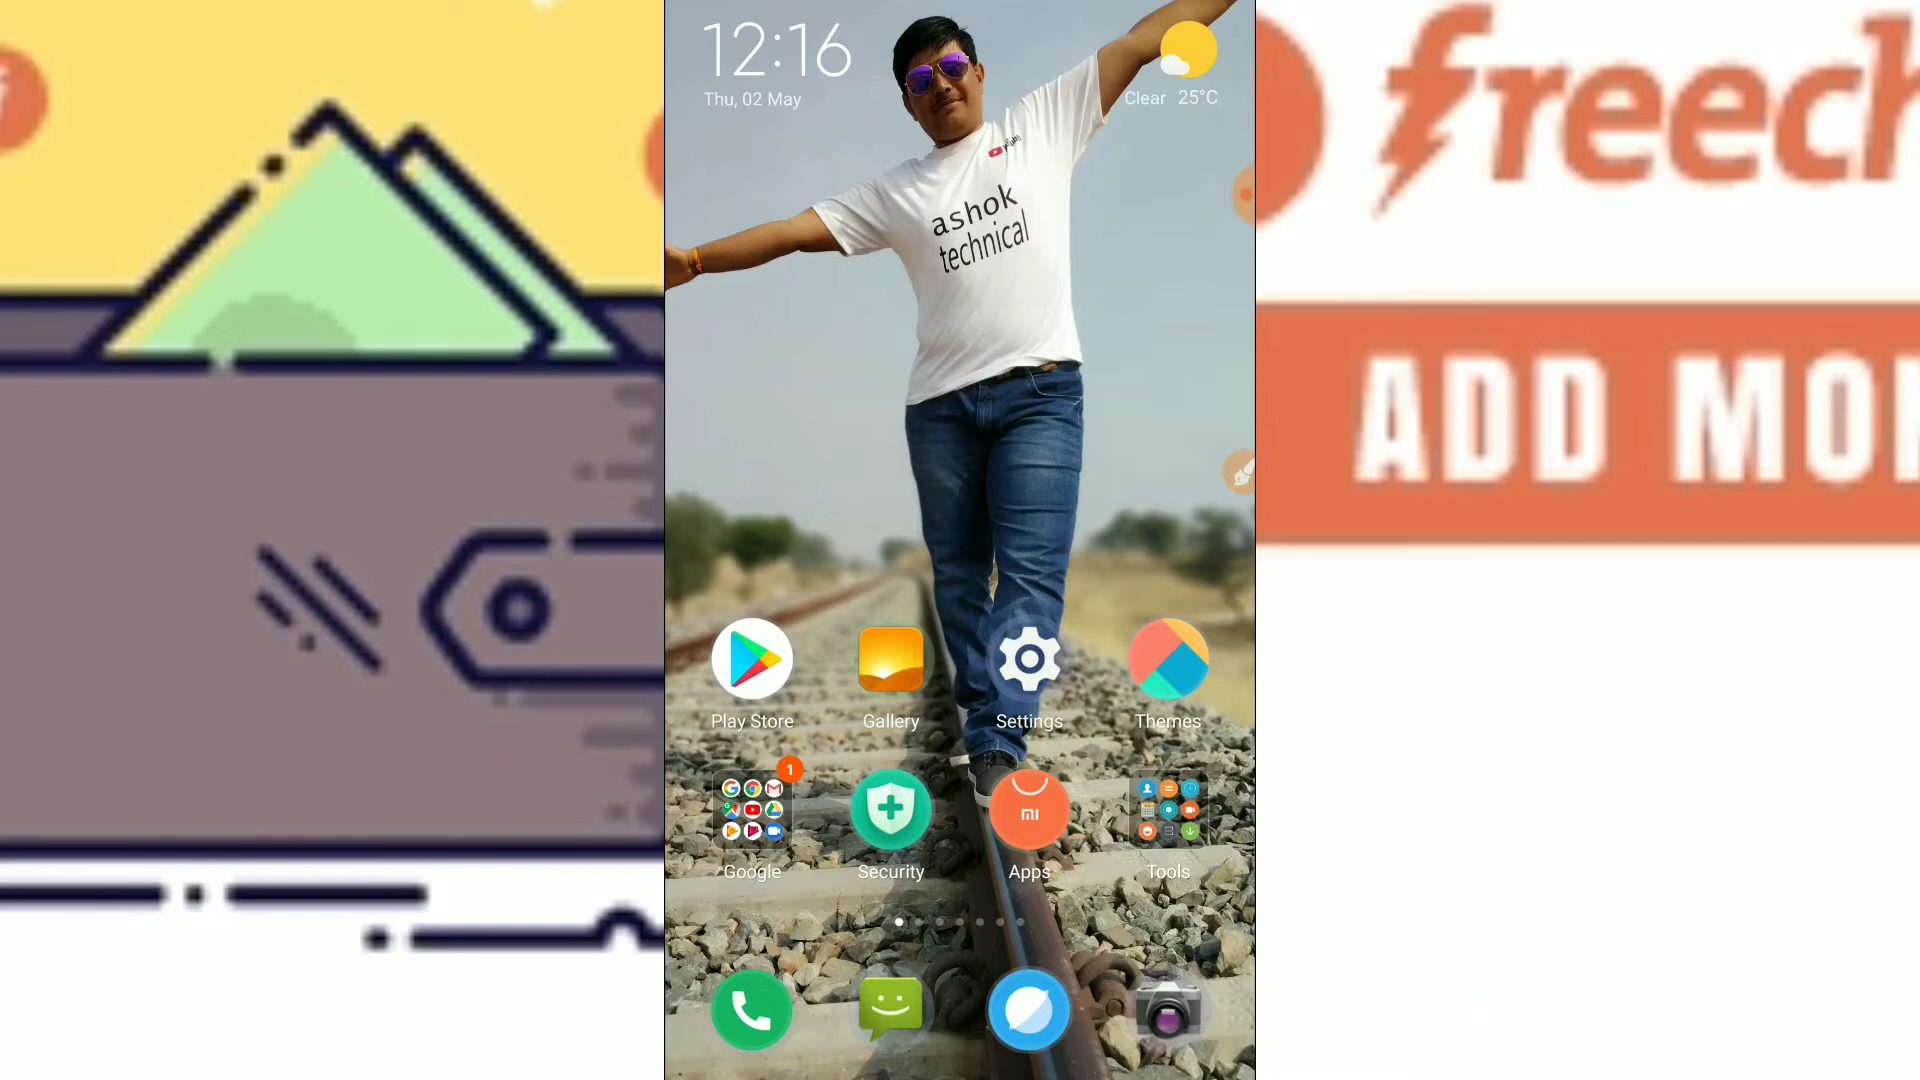 12:16
Thu, 02 May
Clear 25°C
ashok
technical
Play Store
Gallery
Settings
Themes
1
Google
Security
mi
Apps
Tools
freech
ADD MO